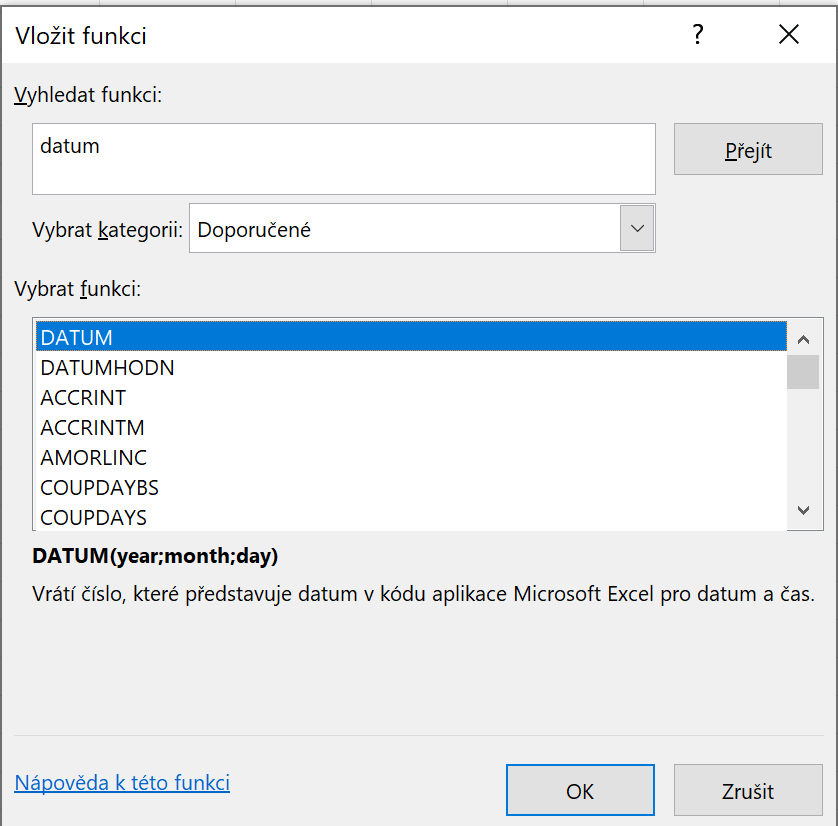 Vložit funkci
?
Vyhledat funkci:
datum
Přejít
Vybrat kategorii: Doporučené
Vybrat funkci:
DATUM
DATUMHODN
ACCRINT
ACCRINTM
AMORLINC
COUPDAYBS
COUPDAYS
DATUM(year;month;day)
Vrátí číslo, které představuje datum v kódu aplikace Microsoft Excel pro datum a čas.
Nápověda k této funkci
OK
Zrušit